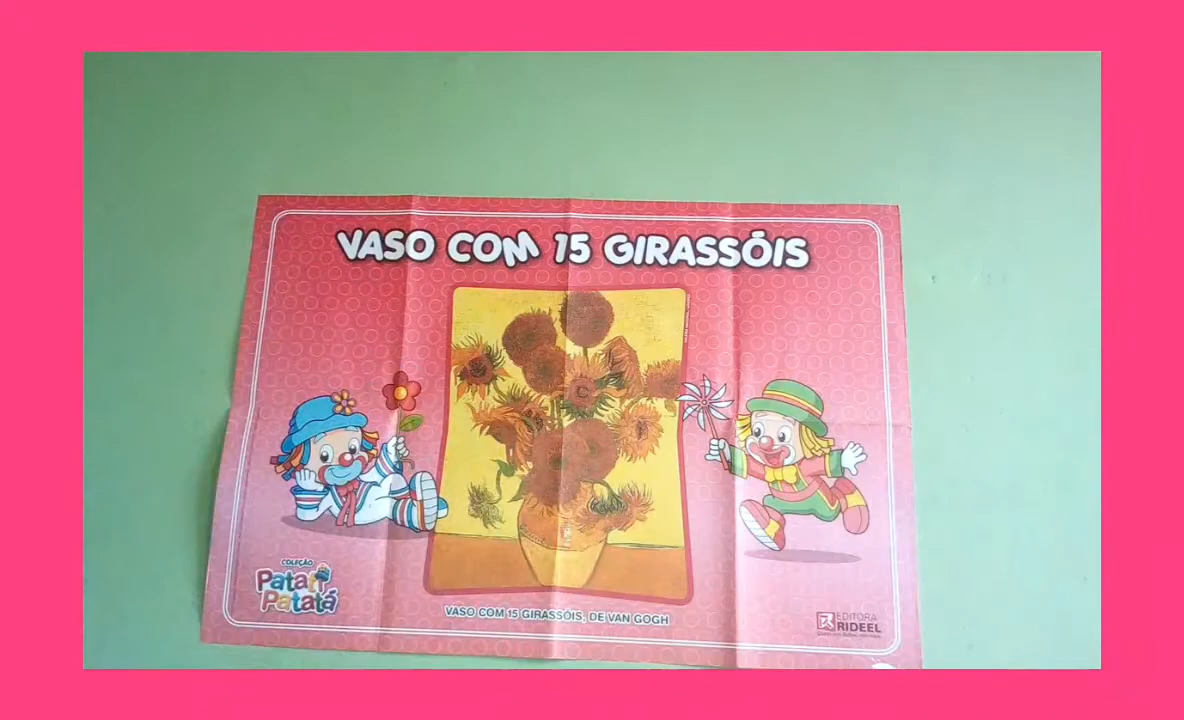 VASO COM 15 GIRASSÓIS
COLEÇÃO
Patati
Patatá
VASO COM 15 GIRASSÓIS, DE VAN GOGH
EDITORA
RIDEEL